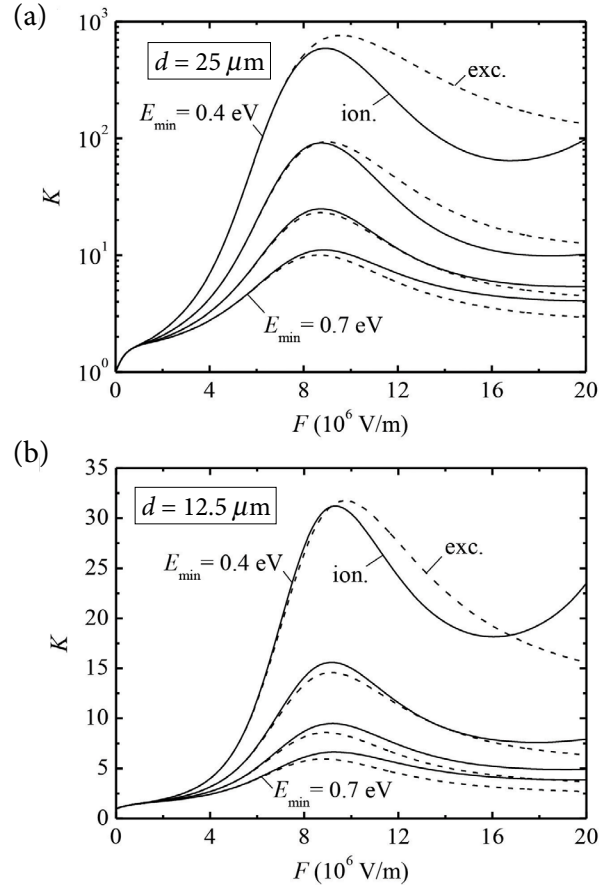 (a)
10³
10²
10¹
10⁰
K
d = 25 μm
E_min = 0.4 eV
exc.
ion.
E_min = 0.7 eV
0 4 8 12 16 20
F (10⁶ V/m)
(b)
35
30
25
20
15
10
5
0
K
d = 12.5 μm
E_min = 0.4 eV
exc.
ion.
E_min = 0.7 eV
0 4 8 12 16 20
F (10⁶ V/m)